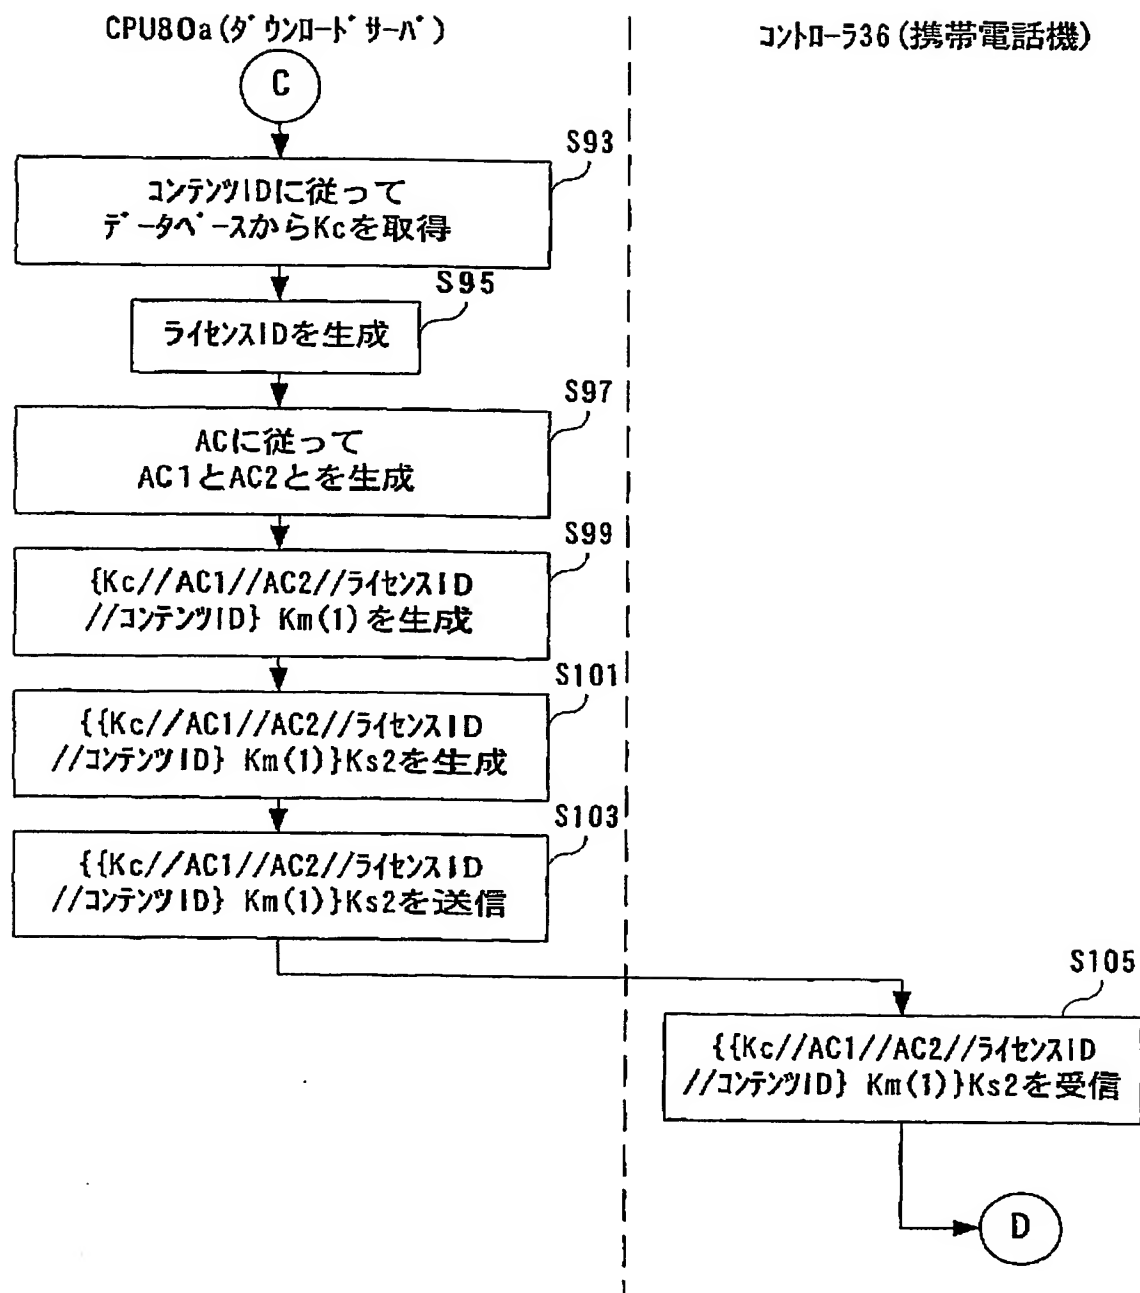 CPU80a(ﾀﾞｳﾝﾛｰﾄﾞｻｰﾊﾞ)
ｺﾝﾄﾛｰﾗ36(携帯電話機)
C
S93
ｺﾝﾃﾝﾂIDに従って
ﾃﾞｰﾀﾍﾞｰｽからKcを取得
S95
ﾗｲｾﾝｽIDを生成
S97
ACに従って
AC1とAC2とを生成
S99
{Kc//AC1//AC2//ﾗｲｾﾝｽID
//ｺﾝﾃﾝﾂID} Km(1)を生成
S101
{{Kc//AC1//AC2//ﾗｲｾﾝｽID
//ｺﾝﾃﾝﾂID} Km(1)}Ks2を生成
S103
{{Kc//AC1//AC2//ﾗｲｾﾝｽID
//ｺﾝﾃﾝﾂID} Km(1)}Ks2を送信
S105
{{Kc//AC1//AC2//ﾗｲｾﾝｽID
//ｺﾝﾃﾝﾂID} Km(1)}Ks2を受信
D